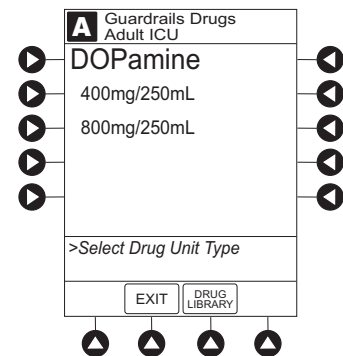 A Guardrails Drugs
Adult ICU
DOPamine
400mg/250mL
800mg/250mL
>Select Drug Unit Type
EXIT DRUG
LIBRARY